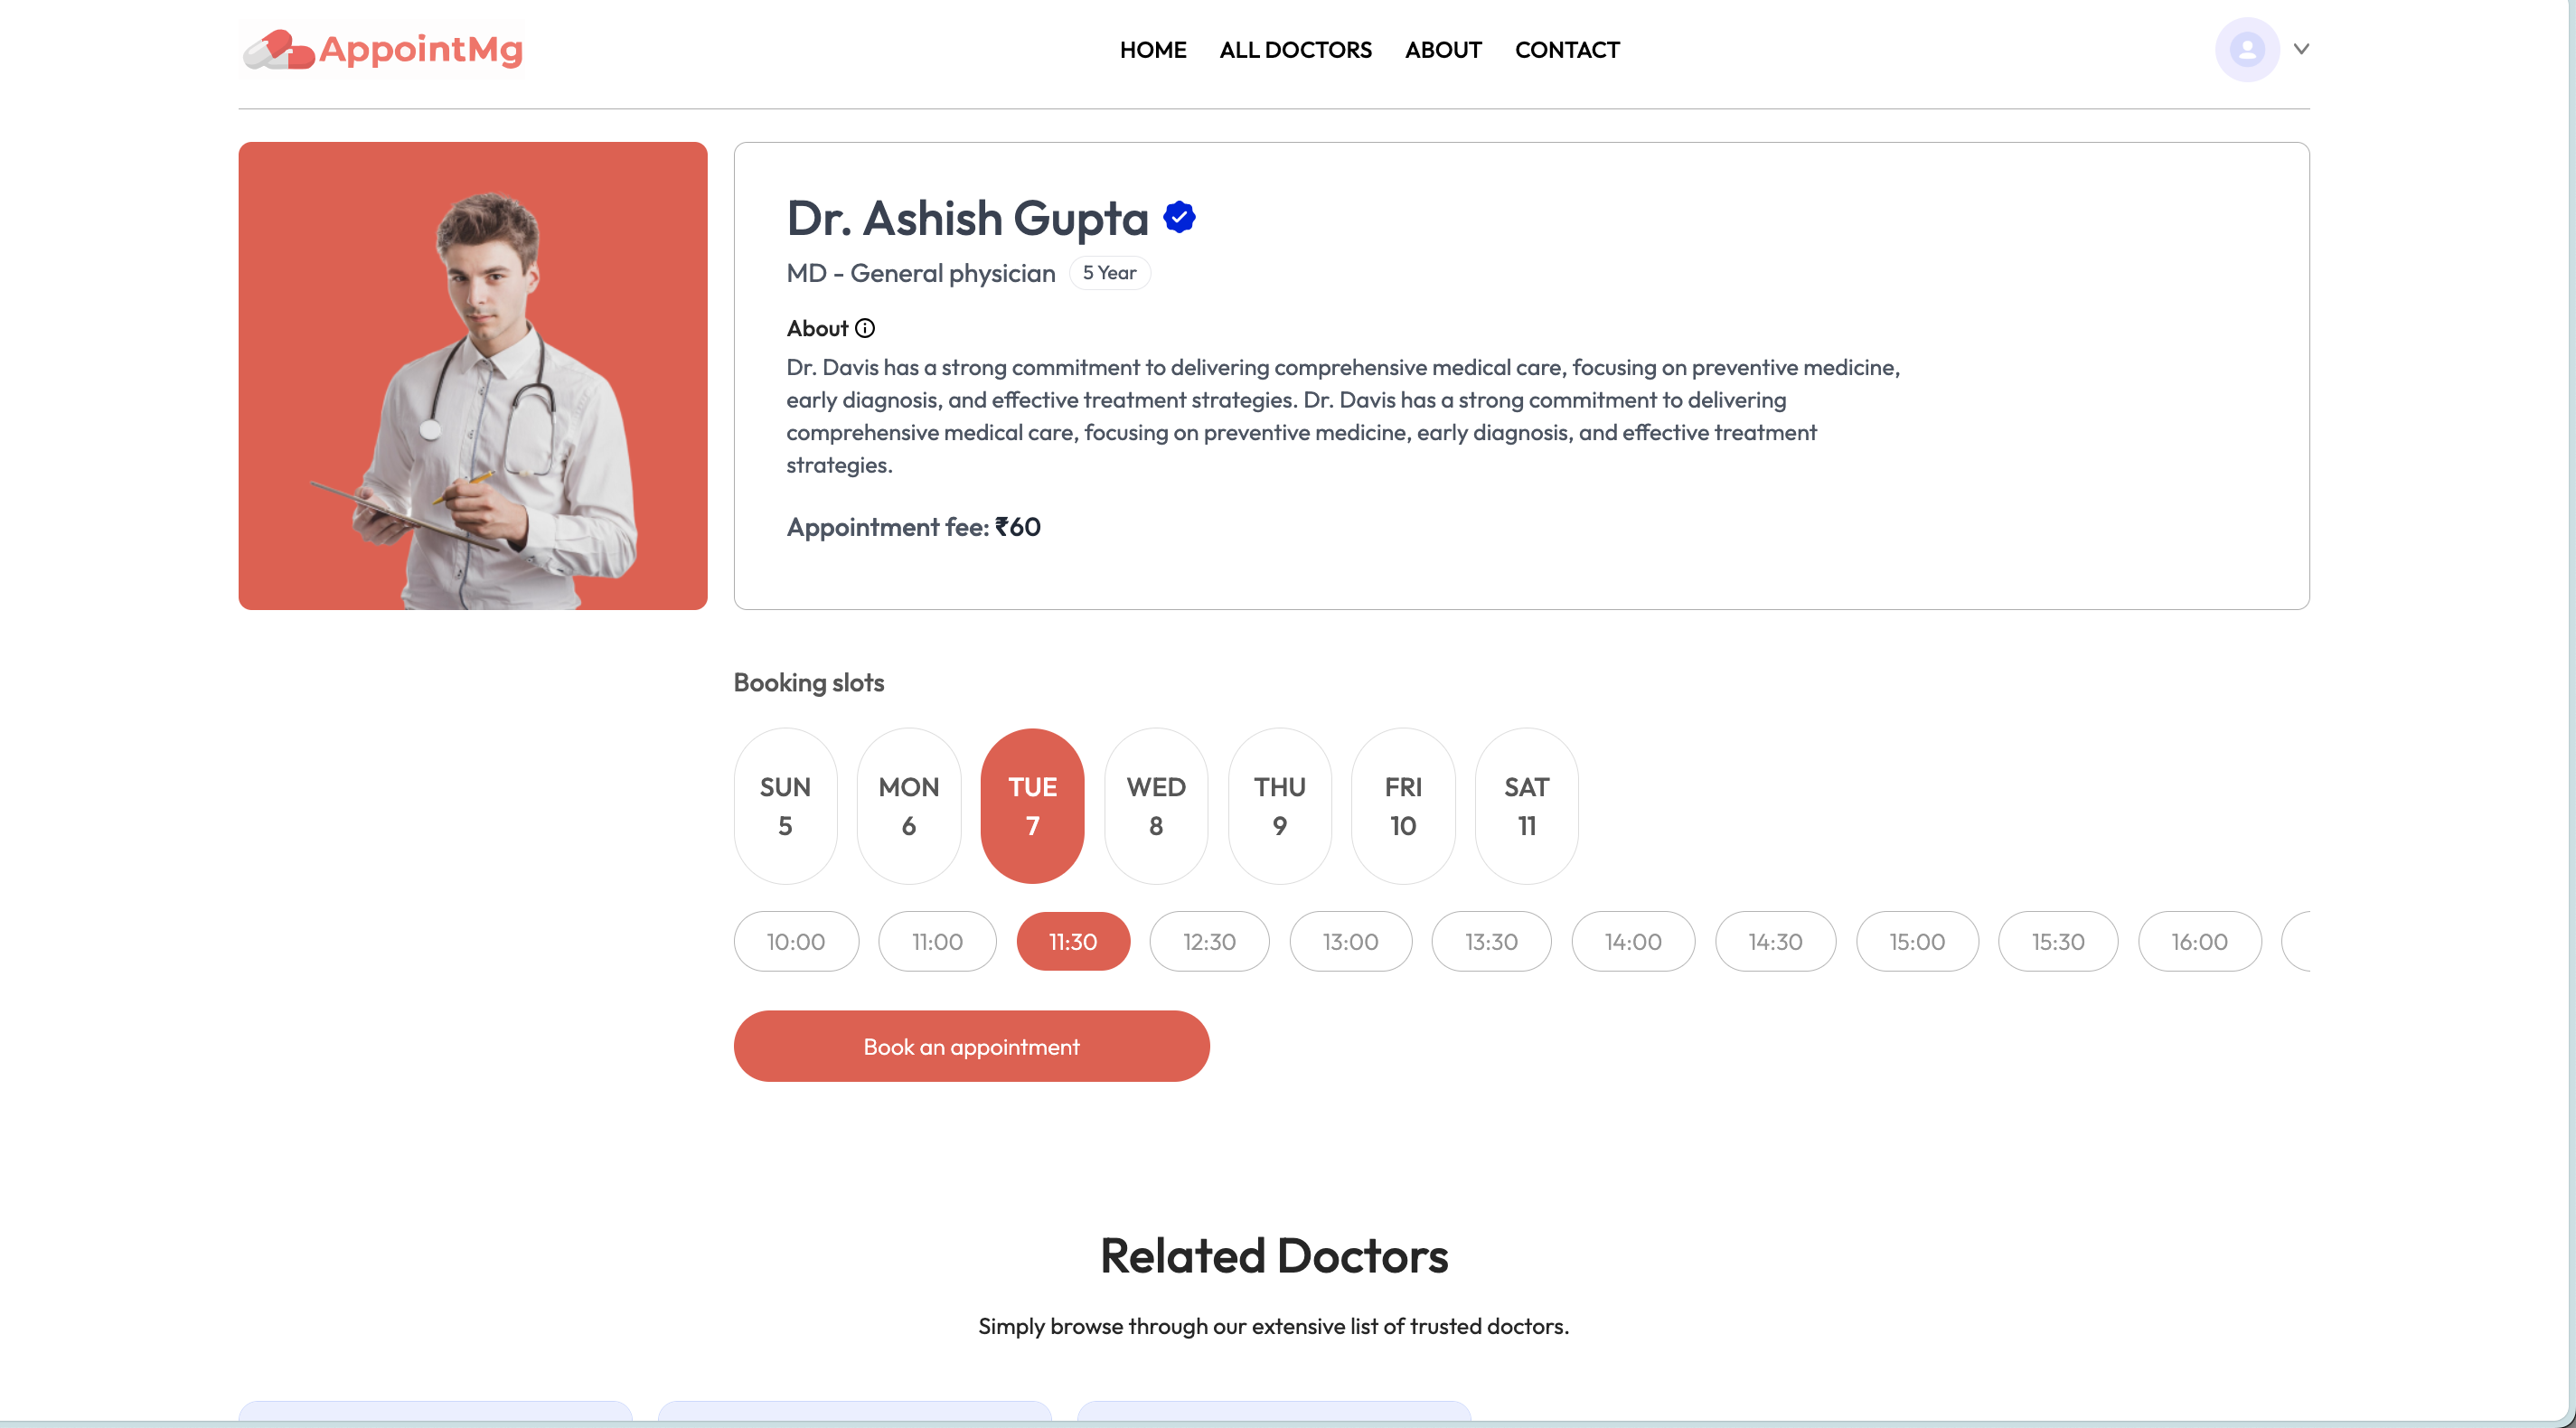 AppointMg
HOME ALL DOCTORS ABOUT CONTACT
Dr. Ashish Gupta
MD - General physician 5 Year
About
Dr. Davis has a strong commitment to delivering comprehensive medical care, focusing on preventive medicine,
early diagnosis, and effective treatment strategies. Dr. Davis has a strong commitment to delivering
comprehensive medical care, focusing on preventive medicine, early diagnosis, and effective treatment
strategies.
Appointment fee: ₹60
Booking slots
SUN MON TUE WED THU FRI SAT
5 6 7 8 9 10 11
10:00 11:00 11:30 12:30 13:00 13:30 14:00 14:30 15:00 15:30 16:00
Book an appointment
Related Doctors
Simply browse through our extensive list of trusted doctors.